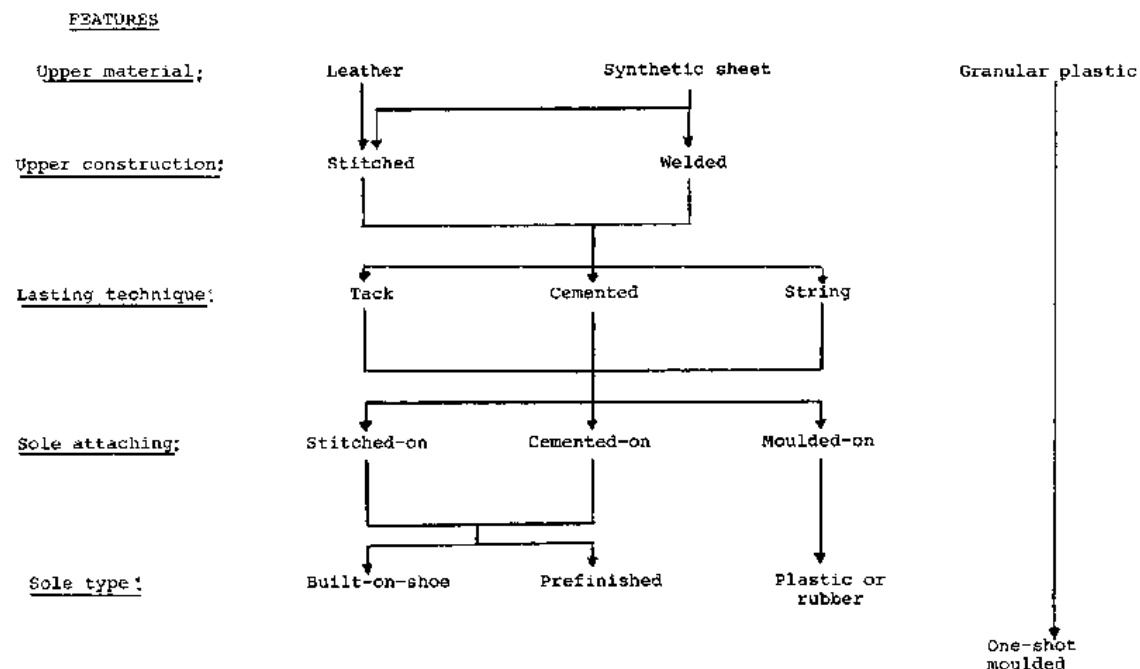 FEATURES
Upper material: Leather Synthetic sheet Granular plastic
Upper construction: Stitched Welded
Lasting technique: Tack Cemented String
Sole attaching: Stitched-on Cemented-on Moulded-on
Sole type: Built-on-shoe Prefinished Plastic or
rubber
One-shot
moulded